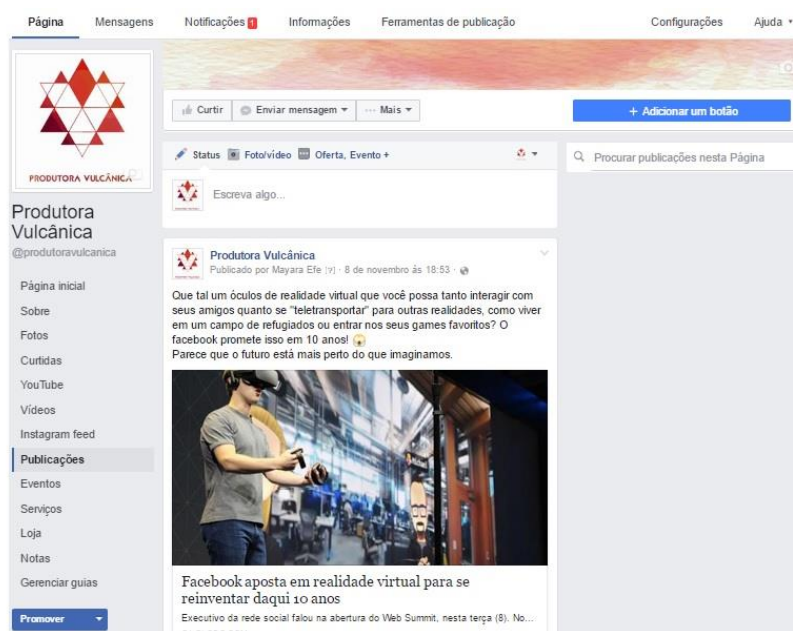 Página Mensagens Notificações 1 Informações Ferramentas de publicação Configurações Ajuda
PRODUTORA VULCÂNICA
Curtir Enviar mensagem Mais + Adicionar um botão
Status Foto/vídeo Oferta, Evento +
Procurar publicações nesta Página
Escreva algo...
Produtora
Vulcânica
@produtoravulcanica
Página inicial
Sobre
Fotos
Curtidas
YouTube
Vídeos
Instagram feed
Publicações
Eventos
Serviços
Loja
Notas
Gerenciar guias
Promover
Produtora Vulcânica
Publicado por Mayara Efe [?] · 8 de novembro às 18:53 ·
Que tal um óculos de realidade virtual que você possa tanto interagir com
seus amigos quanto se "teletransportar" para outras realidades, como viver
em um campo de refugiados ou entrar nos seus games favoritos? O
facebook promete isso em 10 anos!
Parece que o futuro está mais perto do que imaginamos.
Facebook aposta em realidade virtual para se
reinventar daqui 10 anos
Executivo da rede social falou na abertura do Web Summit, nesta terça (8). No...